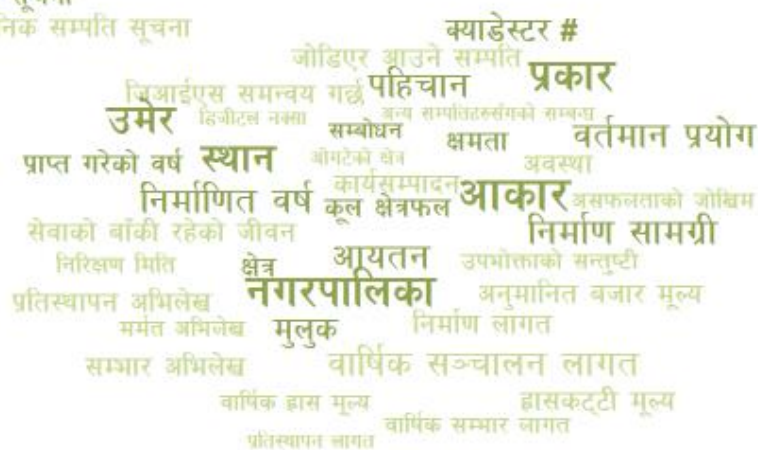 सूचना
निक सम्पति सूचना
क्याडेस्टर #
जोडिएर आउने सम्पति
जिआईएस समन्वय गर्छ पहिचान प्रकार
उमेर डिजीटल नक्सा अन्य सम्पतिहरुसँगको सम्बन्ध
सम्बोधन क्षमता वर्तमान प्रयोग
प्राप्त गरेको वर्ष स्थान ओगटेको क्षेत्र अवस्था
कार्यसम्पादन
निर्माणित वर्ष कूल क्षेत्रफल आकार असफलताको जोखिम
सेवाको बाँकी रहेको जीवन निर्माण सामग्री
निरिक्षण मिति क्षेत्र आयतन उपभोक्ताको सन्तुष्टी
प्रतिस्थापन अभिलेख नगरपालिका अनुमानित बजार मूल्य
मर्मत अभिलेख मुलुक निर्माण लागत
सम्भार अभिलेख वार्षिक सञ्चालन लागत
वार्षिक ह्रास मूल्य ह्रासकट्टी मूल्य
वार्षिक सम्भार लागत
प्रतिस्थापन लागत